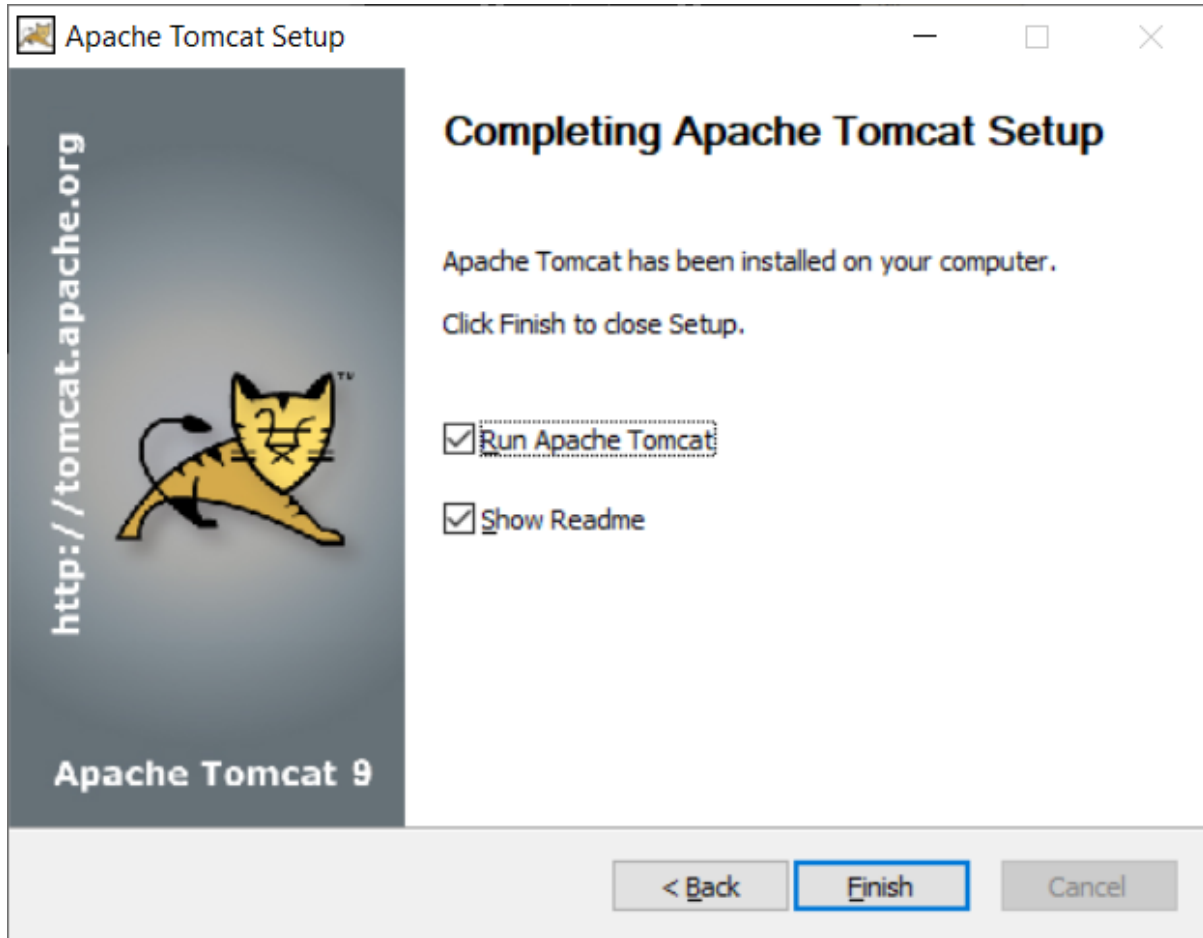 Apache Tomcat Setup
http://tomcat.apache.org
Apache Tomcat 9
Completing Apache Tomcat Setup
Apache Tomcat has been installed on your computer.
Click Finish to close Setup.
Run Apache Tomcat
Show Readme
TM
< Back
Finish
Cancel